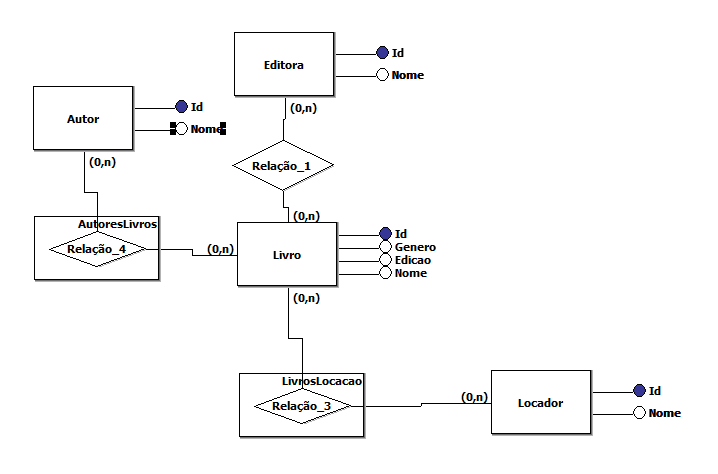 Editora
Id
Nome
(0,n)
Autor
Id
Nome
(0,n)
Relação_1
(0,n)
AutoresLivros
Relação_4
(0,n)
Livro
Id
Genero
Edicao
Nome
(0,n)
LivrosLocacao
Relação_3
(0,n)
Locador
Id
Nome